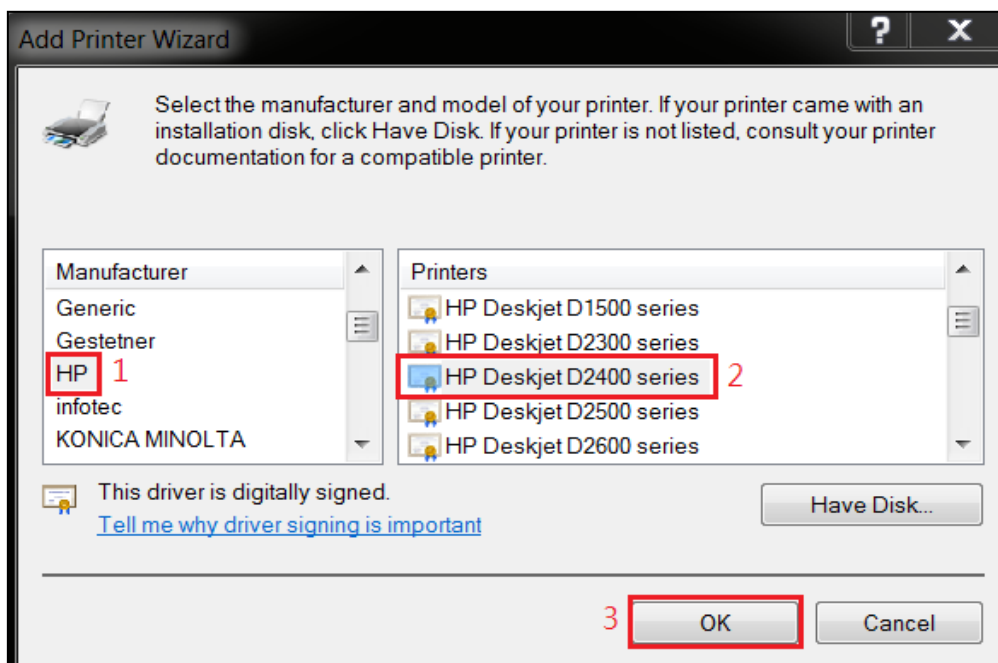 Add Printer Wizard
?
X
Select the manufacturer and model of your printer. If your printer came with an
installation disk, click Have Disk. If your printer is not listed, consult your printer
documentation for a compatible printer.
Manufacturer
Generic
Gestetner
HP 1
infotec
KONICA MINOLTA
Printers
HP Deskjet D1500 series
HP Deskjet D2300 series
HP Deskjet D2400 series 2
HP Deskjet D2500 series
HP Deskjet D2600 series
This driver is digitally signed.
Tell me why driver signing is important
Have Disk...
3 OK
Cancel